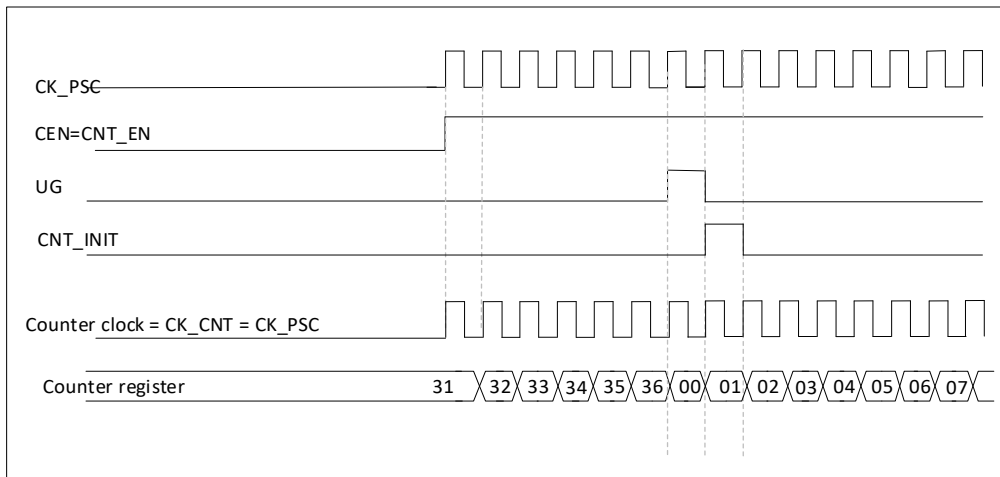 CK_PSC
CEN=CNT_EN
UG
CNT_INIT
Counter clock = CK_CNT = CK_PSC
Counter register 31 32 33 34 35 36 00 01 02 03 04 05 06 07